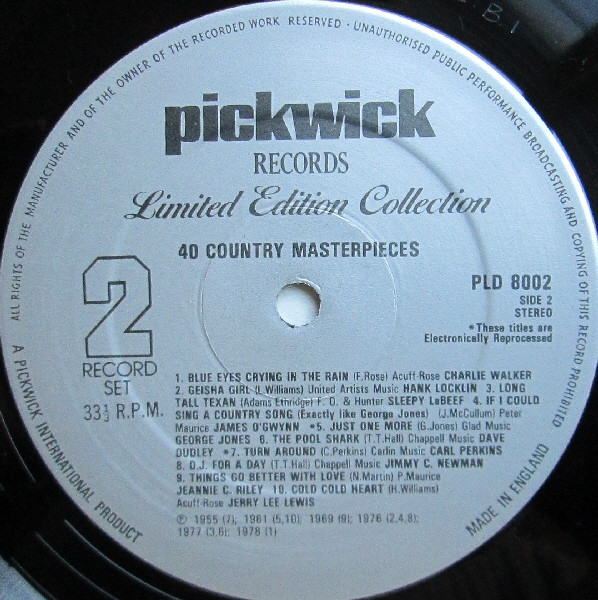 B.1
ALL RIGHTS OF THE MANUFACTURER AND OF THE OWNER OF THE RECORDED WORK RESERVED · UNAUTHORISED PUBLIC PERFORMANCE BROADCASTING AND COPYING OF THIS RECORD PROHIBITED
pickwick
RECORDS
Limited Edition Collection
40 COUNTRY MASTERPIECES
PLD 8002
SIDE 2
STEREO
*These titles are
Electronically Reprocessed
2
RECORD
SET
33⅓ R.P.M.
1. BLUE EYES CRYING IN THE RAIN (F.Rose) Acuff-Rose CHARLIE WALKER
2. GEISHA GIRL (L.Williams) United Artists Music HANK LOCKLIN 3. LONG
TALL TEXAN (Adams Ethridge) F. D. & Hunter SLEEPY LaBEEF 4. IF I COULD
SING A COUNTRY SONG (Exactly like George Jones) (J.McCullum) Peter
Maurice JAMES O'GWYNN *5. JUST ONE MORE (G.Jones) Glad Music
GEORGE JONES 6. THE POOL SHARK (T.T.Hall) Chappell Music DAVE
DUDLEY *7. TURN AROUND (C.Perkins) Carlin Music CARL PERKINS
8. D.J. FOR A DAY (T.T.Hall) Chappell Music JIMMY C. NEWMAN
9. THINGS GO BETTER WITH LOVE (N.Martin) P.Maurice
JEANNIE C. RILEY 10. COLD COLD HEART (H.Williams)
Acuff-Rose JERRY LEE LEWIS
℗ 1955 (7); 1961 (5,10); 1969 (9); 1976 (2,4,8);
1977 (3,6); 1978 (1)
A PICKWICK INTERNATIONAL PRODUCT
MADE IN ENGLAND